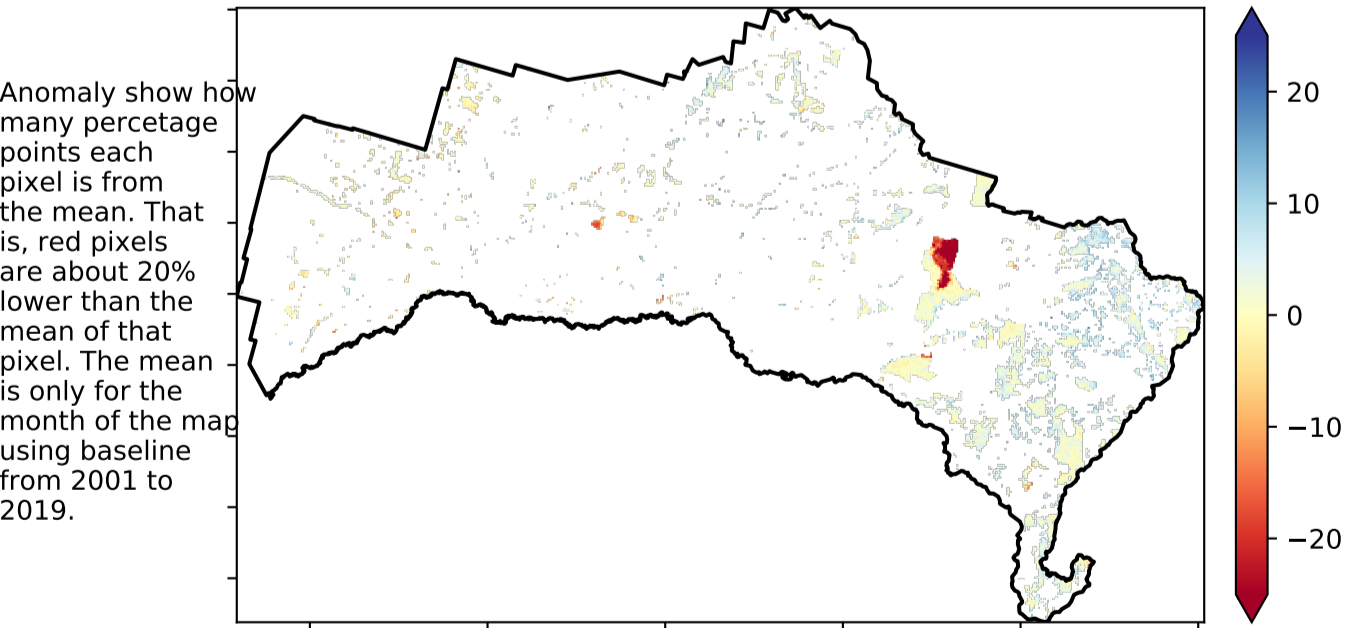 Anomaly show how
many percetage
points each
pixel is from
the mean. That
is, red pixels
are about 20%
lower than the
mean of that
pixel. The mean
is only for the
month of the map
using baseline
from 2001 to
2019.
20
10
0
−10
−20